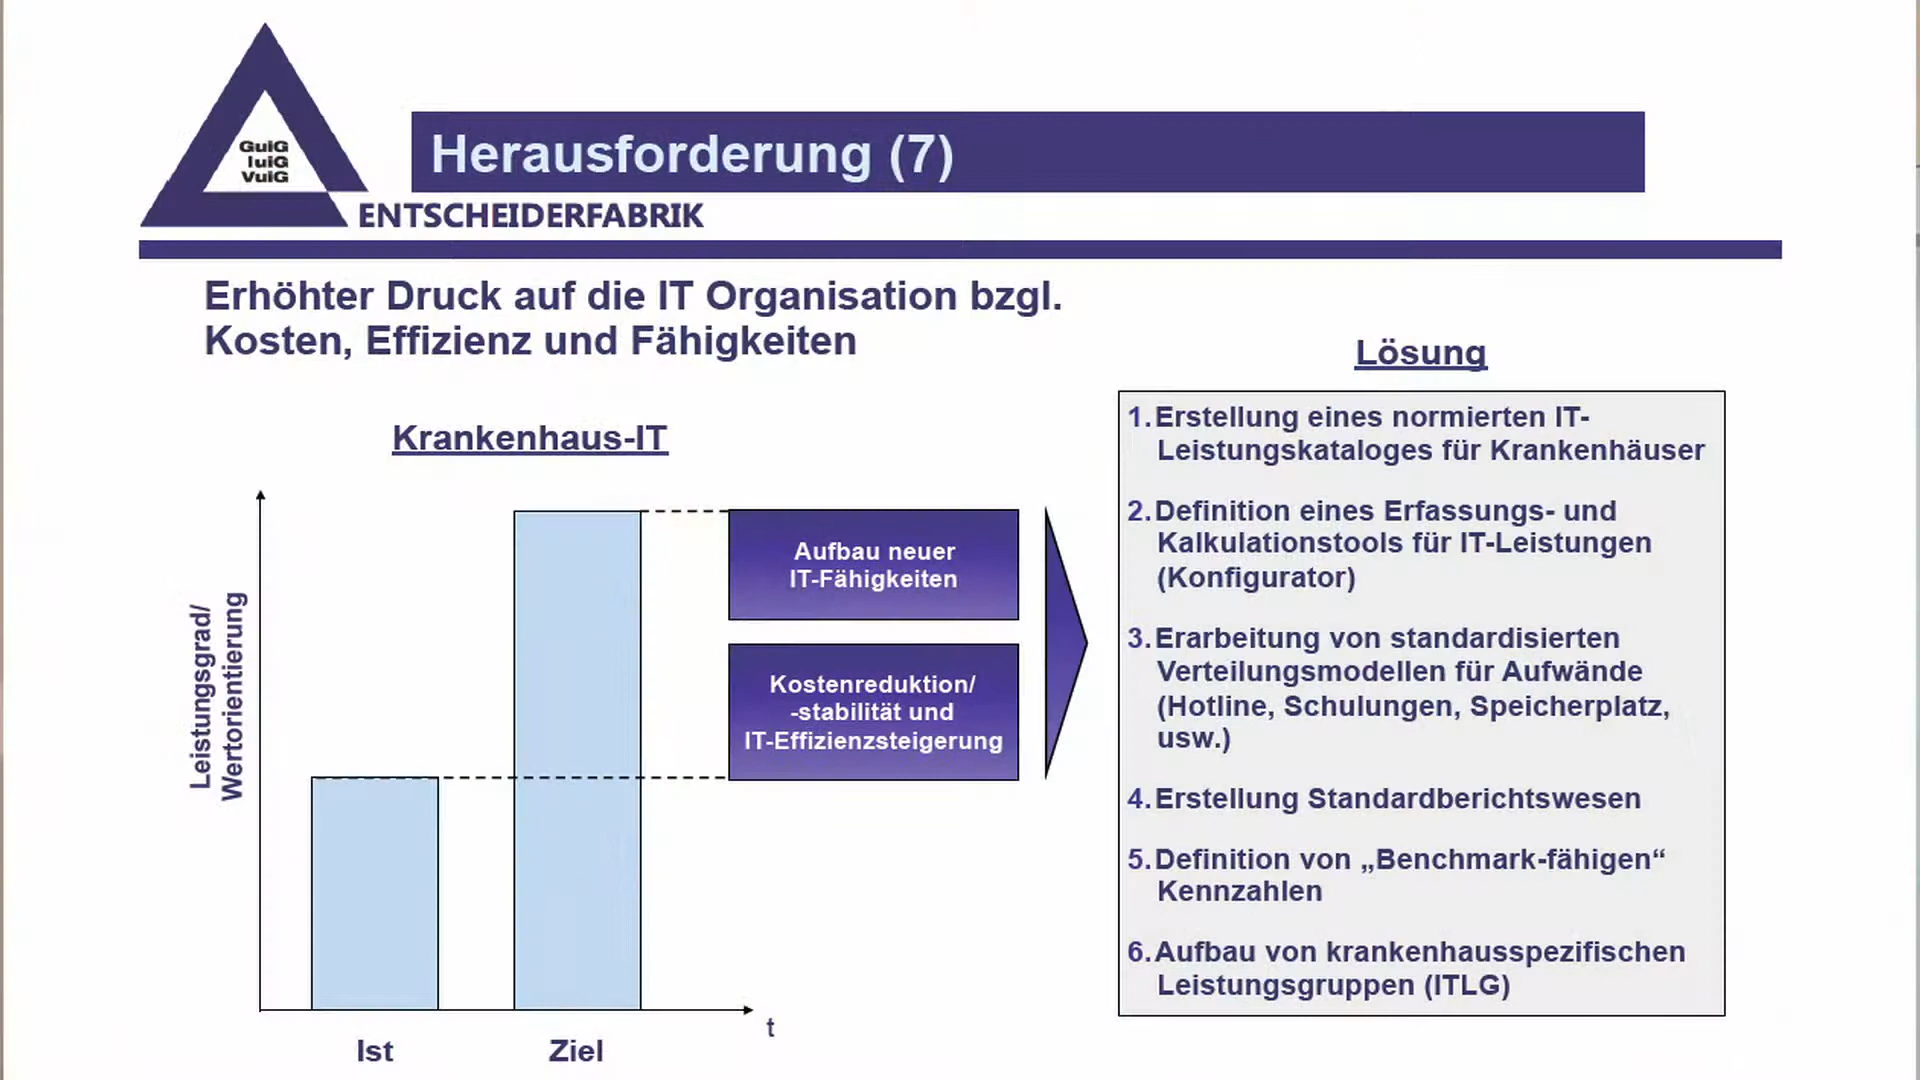 GuiG
IuiG
VuiG
Herausforderung (7)
ENTSCHEIDERFABRIK
Erhöhter Druck auf die IT Organisation bzgl.
Kosten, Effizienz und Fähigkeiten
Krankenhaus-IT
Leistungsgrad/
Wertorientierung
Aufbau neuer
IT-Fähigkeiten
Kostenreduktion/
-stabilität und
IT-Effizienzsteigerung
Ist
Ziel
t
Lösung
1. Erstellung eines normierten IT-
Leistungskataloges für Krankenhäuser
2. Definition eines Erfassungs- und
Kalkulationstools für IT-Leistungen
(Konfigurator)
3. Erarbeitung von standardisierten
Verteilungsmodellen für Aufwände
(Hotline, Schulungen, Speicherplatz,
usw.)
4. Erstellung Standardberichtswesen
5. Definition von „Benchmark-fähigen“
Kennzahlen
6. Aufbau von krankenhausspezifischen
Leistungsgruppen (ITLG)